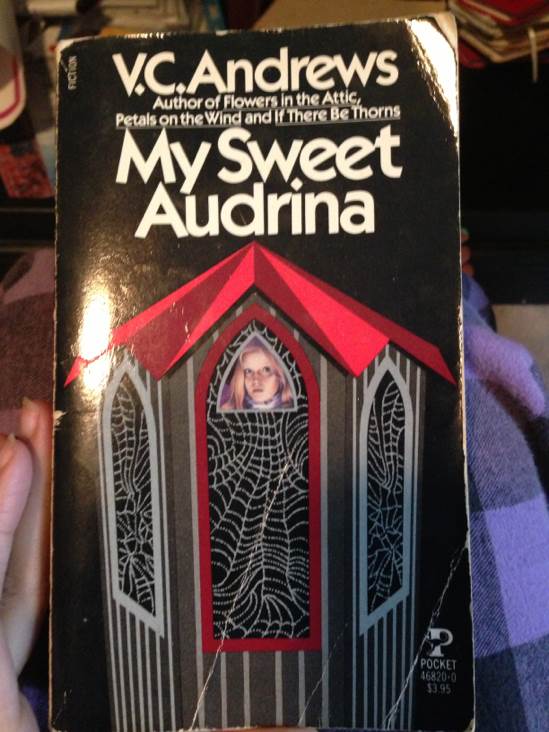 FICTION
V.C.Andrews
Author of Flowers in the Attic,
Petals on the Wind and If There Be Thorns
My Sweet
Audrina
P
POCKET
46820-0
$3.95